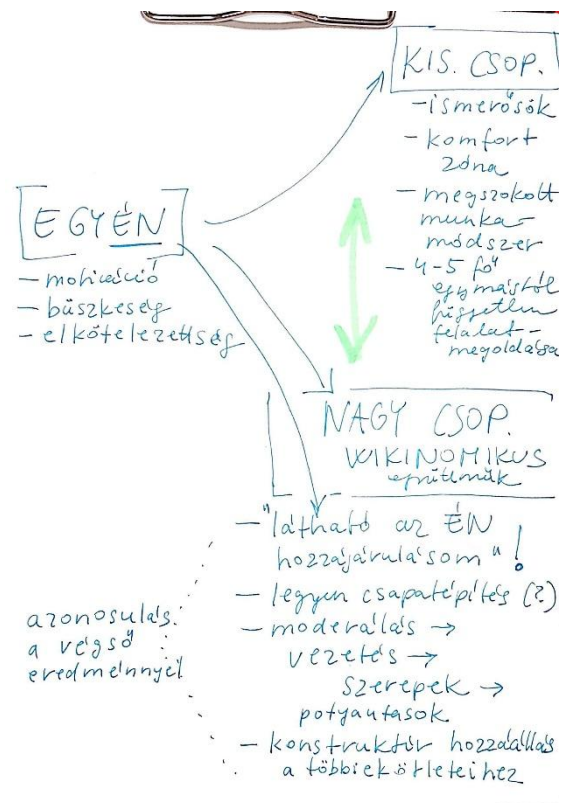 KIS. CSOP.
- ismerősök
- komfort
zóna
- megszokott
munka-
módszer
- 4-5 fő
egymástól
független
felalat-
megoldása
EGYÉN
- motiváció
- büszkeség
- elkötelezettség
NAGY CSOP.
WIKINOMIKUS
együttműk
- "látható az ÉN
hozzájárulásom"!
- legyen csapatépítés (?)
- moderálás →
vezetés →
szerepek →
potyautasok
- konstruktív hozzáállás
a többiek ötleteihez
azonosulás
a végső
eredménnyel